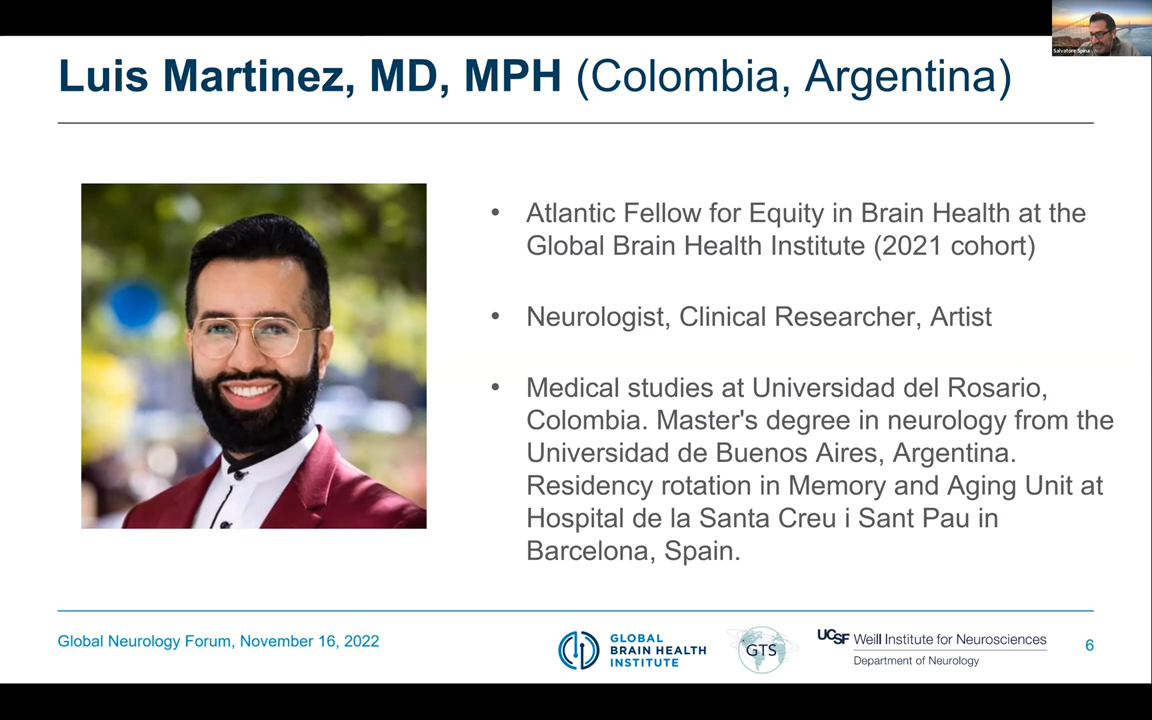 Salvatore Spina
Luis Martinez, MD, MPH (Colombia, Argentina)
• Atlantic Fellow for Equity in Brain Health at the
Global Brain Health Institute (2021 cohort)
• Neurologist, Clinical Researcher, Artist
• Medical studies at Universidad del Rosario,
Colombia. Master's degree in neurology from the
Universidad de Buenos Aires, Argentina.
Residency rotation in Memory and Aging Unit at
Hospital de la Santa Creu i Sant Pau in
Barcelona, Spain.
Global Neurology Forum, November 16, 2022
GLOBAL
BRAIN HEALTH
INSTITUTE
GTS
UCSF Weill Institute for Neurosciences
Department of Neurology
6